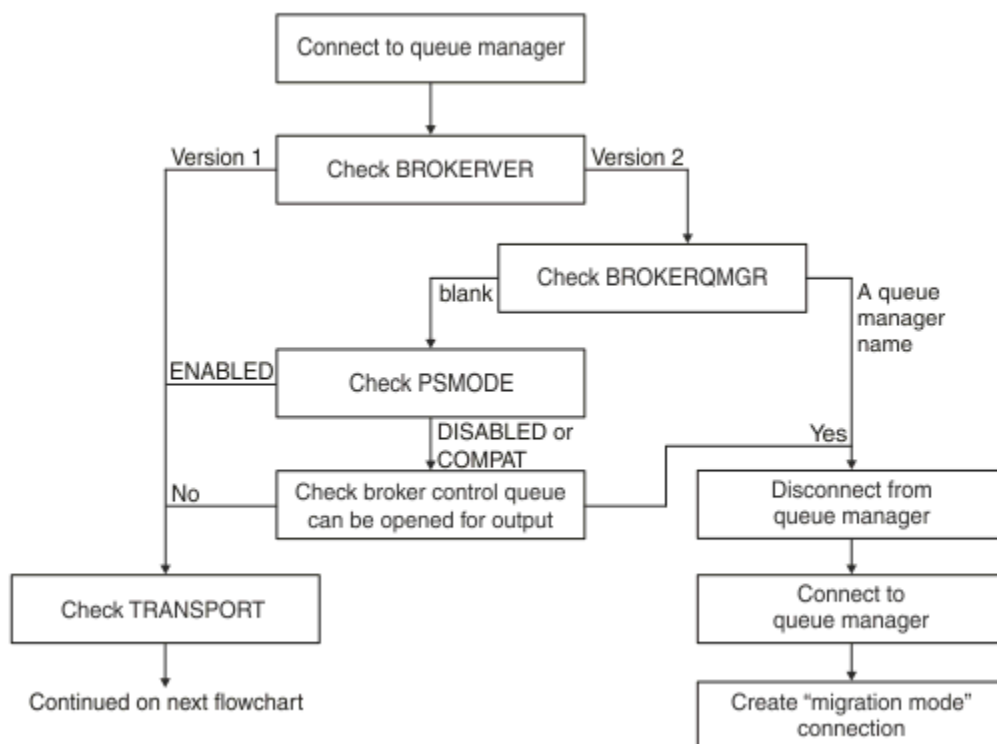 Connect to queue manager
Version 1
Check BROKERVER
Version 2
Check BROKERQMGR
blank
A queue
manager
name
ENABLED
Check PSMODE
DISABLED or
COMPAT
Yes
No
Check broker control queue
can be opened for output
Disconnect from
queue manager
Check TRANSPORT
Connect to
queue manager
Continued on next flowchart
Create “migration mode”
connection